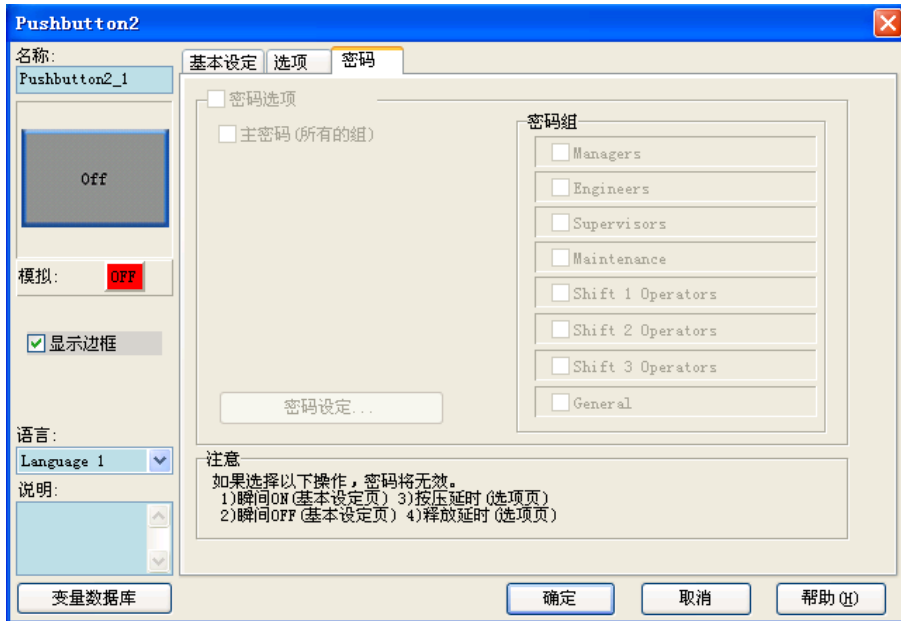 Pushbutton2
名称:
Pushbutton2_1
Off
模拟: OFF
显示边框
语言:
Language 1
说明:
变量数据库
基本设定 选项 密码
密码选项
主密码(所有的组)
密码设定...
密码组
Managers
Engineers
Supervisors
Maintenance
Shift 1 Operators
Shift 2 Operators
Shift 3 Operators
General
注意
如果选择以下操作，密码将无效。
1)瞬间ON(基本设定页) 3)按压延时(选项页)
2)瞬间OFF(基本设定页) 4)释放延时(选项页)
确定 取消 帮助(H)